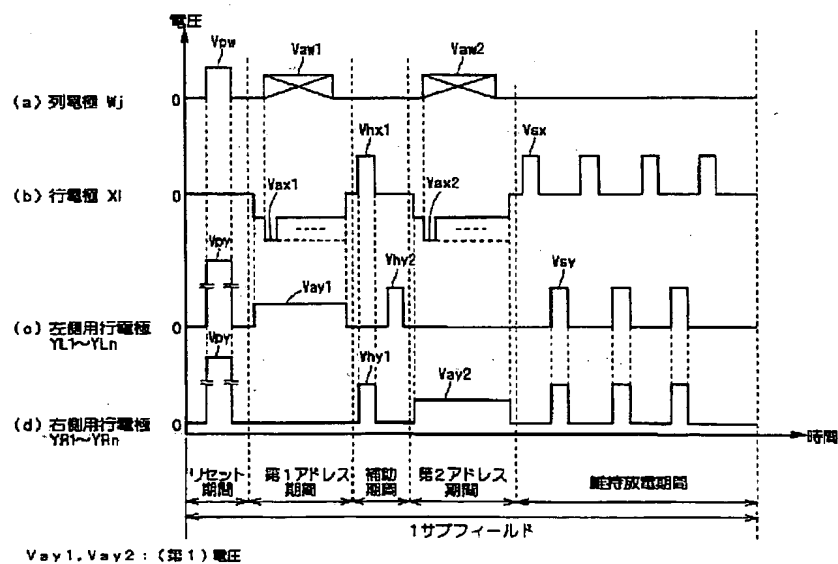 電圧
Vpw
Vaw1
Vaw2
(a) 列電極 Wj
0
Vhx1
Vsx
(b) 行電極 Xi
0
Vax1
Vax2
Vpy
Vhy2
Vsy
Vay1
(c) 左側用行電極
YL1~YLn
0
Vpy
Vhy1
Vay2
(d) 右側用行電極
YR1~YRn
0
時間
リセット
期間
第1アドレス
期間
補助
期間
第2アドレス
期間
維持放電期間
1サブフィールド
Vay1,Vay2:(第1)電圧